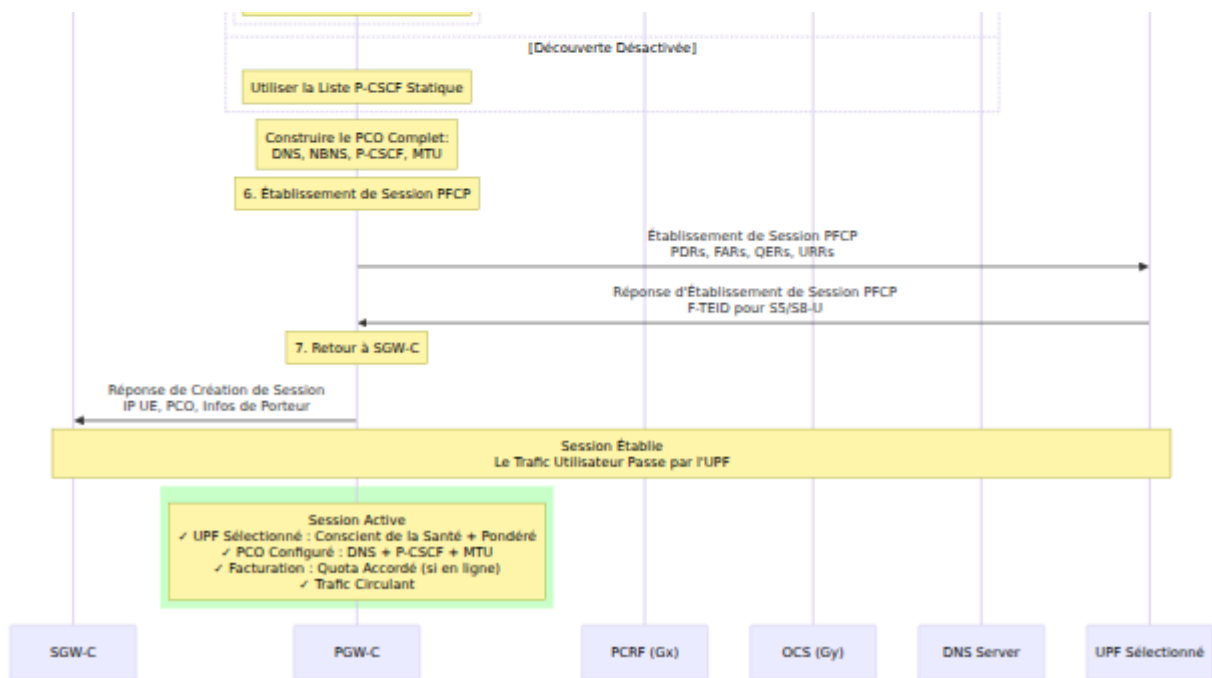 [Découverte Désactivée]
Utiliser la Liste P-CSCF Statique
Construire le PCO Complet:
DNS, NBNS, P-CSCF, MTU
6. Établissement de Session PFCP
Établissement de Session PFCP
PDRs, FARs, QERs, URRs
Réponse d'Établissement de Session PFCP
F-TEID pour S5/S8-U
7. Retour à SGW-C
Réponse de Création de Session
IP UE, PCO, Infos de Porteur
Session Établie
Le Trafic Utilisateur Passe par l'UPF
Session Active
✓ UPF Sélectionné : Conscient de la Santé + Pondéré
✓ PCO Configuré : DNS + P-CSCF + MTU
✓ Facturation : Quota Accordé (si en ligne)
✓ Trafic Circulant
SGW-C
PGW-C
PCRF (Gx)
OCS (Gy)
DNS Server
UPF Sélectionné